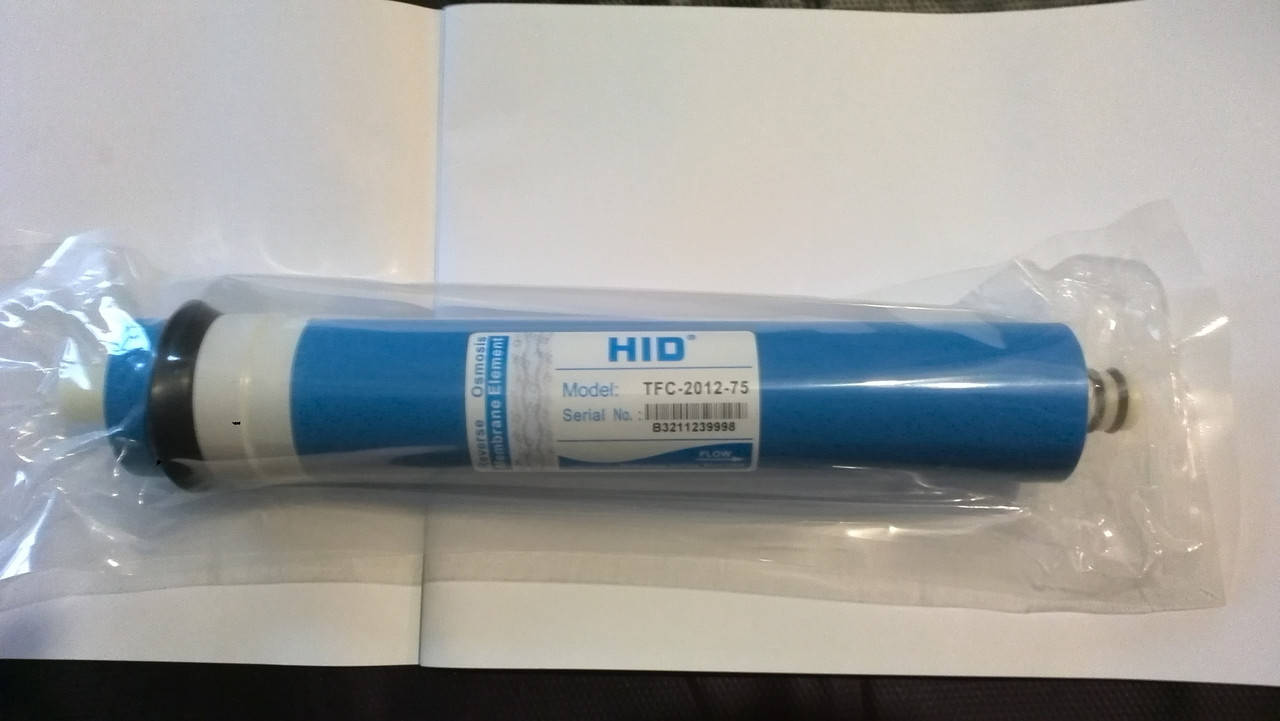 Reverse Osmosis
Membrane Element
HID®
Model: TFC-2012-75
Serial No.:
B3211239998
FLOW